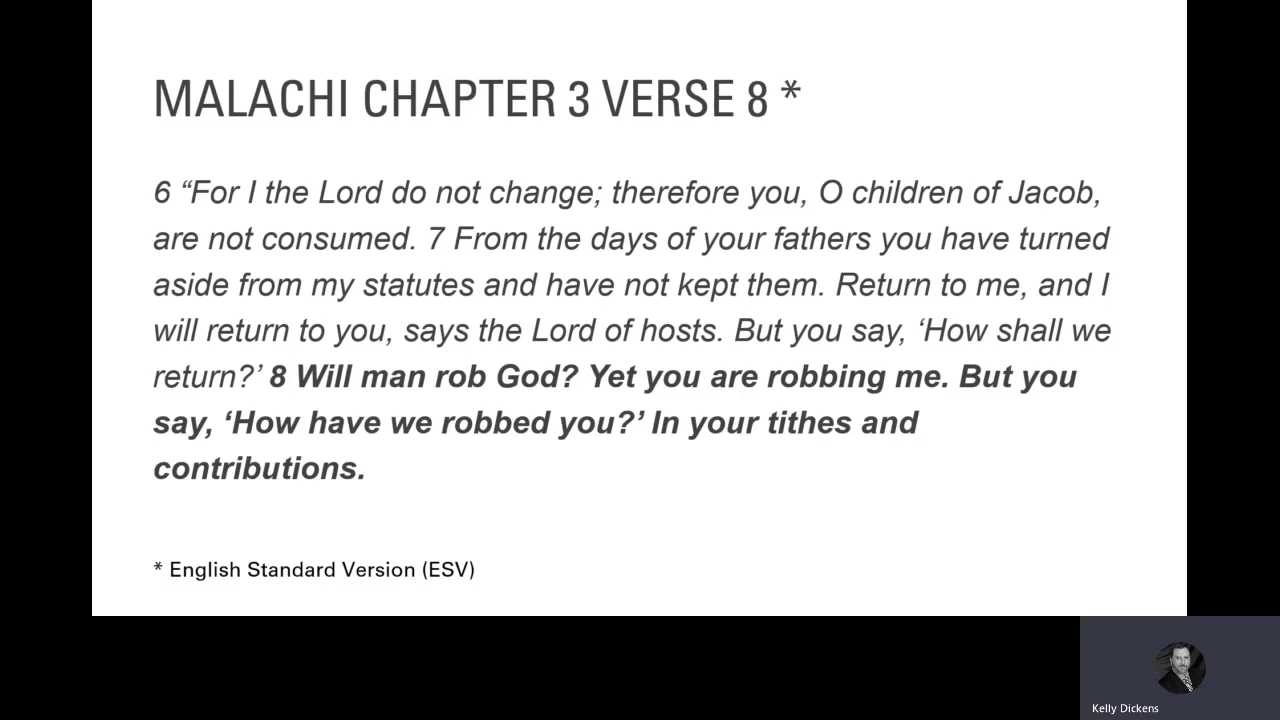 MALACHI CHAPTER 3 VERSE 8 *
6 “For I the Lord do not change; therefore you, O children of Jacob,
are not consumed. 7 From the days of your fathers you have turned
aside from my statutes and have not kept them. Return to me, and I
will return to you, says the Lord of hosts. But you say, ‘How shall we
return?’ 8 Will man rob God? Yet you are robbing me. But you
say, ‘How have we robbed you?’ In your tithes and
contributions.
* English Standard Version (ESV)
Kelly Dickens